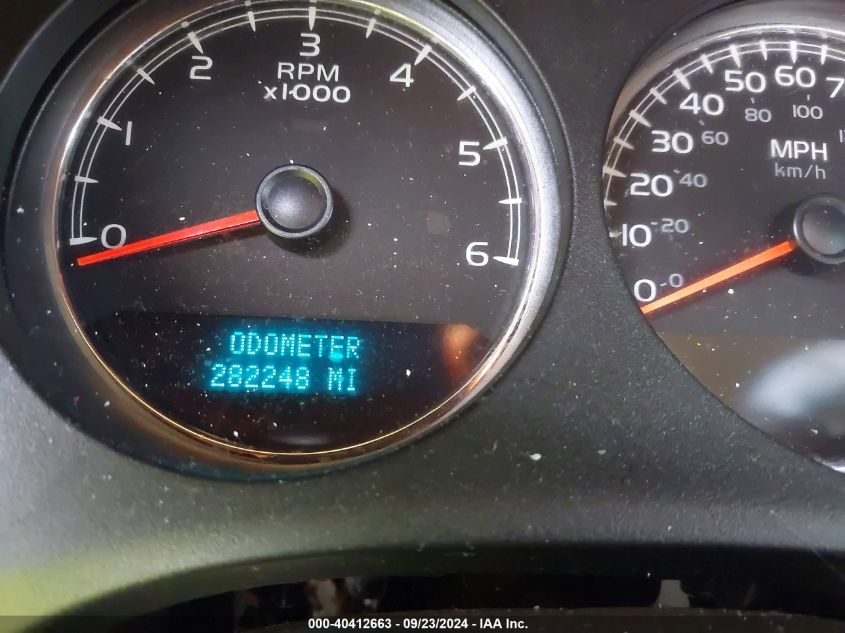 0 1 2 3 4 5 6
RPM
x1000
ODOMETER
282248 MI
0 10 20 30 40 50 60 7
0 20 40 60 80 100
MPH
km/h
000-40412663 - 09/23/2024 - IAA Inc.